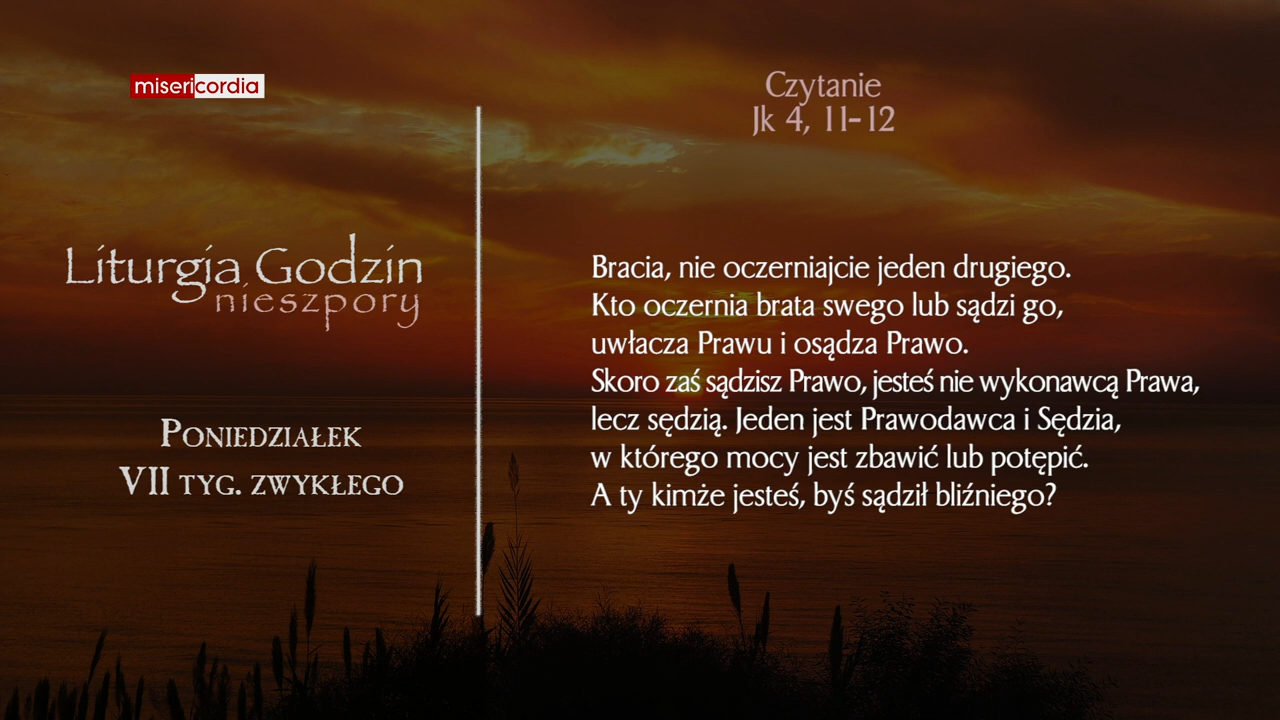 misericordia
Liturgia Godzin
nieszpory
Poniedziałek
VII tyg. zwykłego
Czytanie
Jk 4, 11-12
Bracia, nie oczerniajcie jeden drugiego.
Kto oczernia brata swego lub sądzi go,
uwłacza Prawu i osądza Prawo.
Skoro zaś sądzisz Prawo, jesteś nie wykonawcą Prawa,
lecz sędzią. Jeden jest Prawodawca i Sędzia,
w którego mocy jest zbawić lub potępić.
A ty kimże jesteś, byś sądził bliźniego?